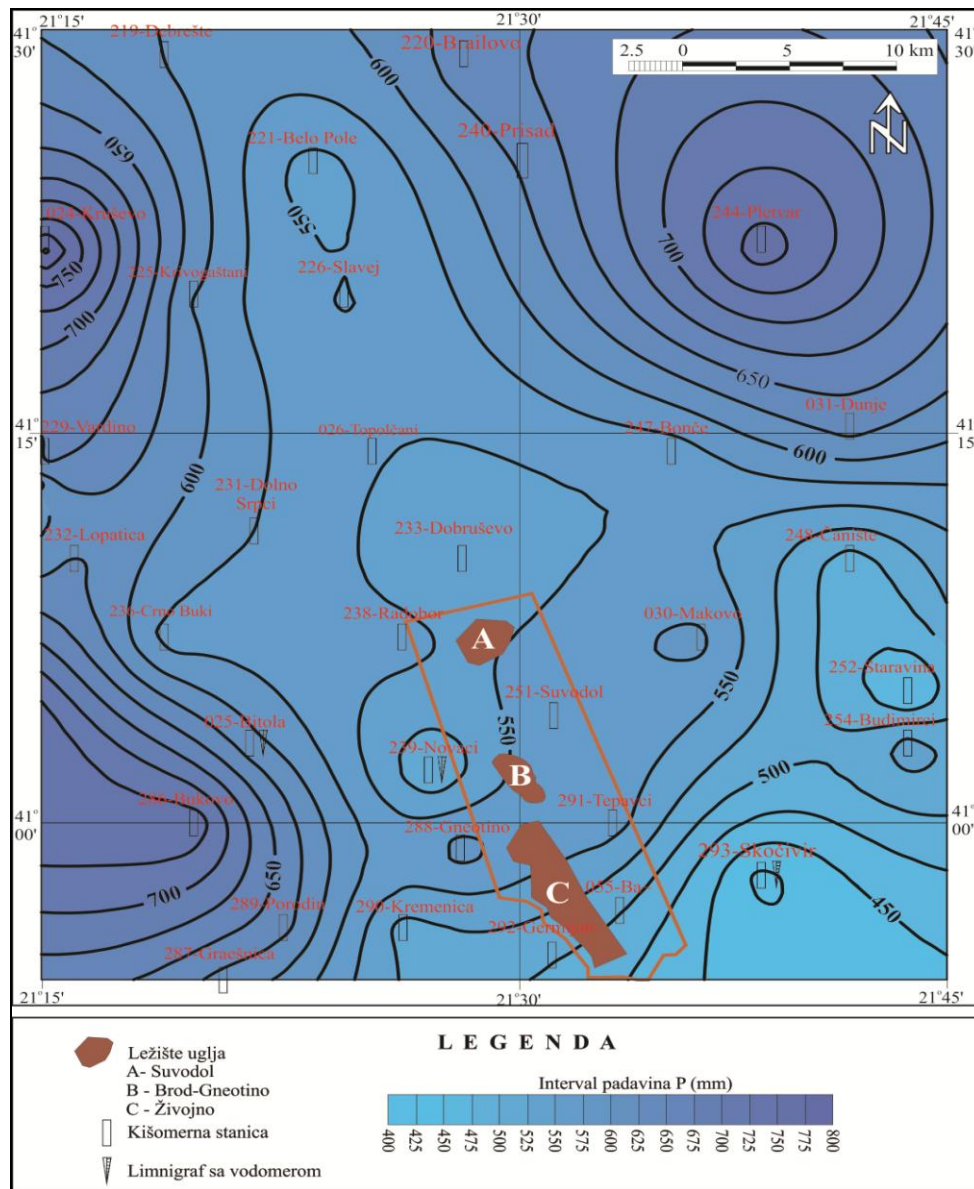 21°15'
21°30'
21°45'
41°
30'
41°
30'
219-Debrešte
220-Brailovo
2.5 0 5 10 km
600
N
650
221-Belo Pole
240-Prisad
024-Kruševo
550
244-Pletvar
750
225-Krivogaštani
226-Slavej
700
700
650
031-Dunje
229-Vardino
026-Topolčani
247-Bonče
600
41°
15'
41°
15'
600
231-Dolno
Srpci
232-Lopatica
233-Dobruševo
248-Čanište
236-Crno Buki
238-Radobor
A
030-Makovo
252-Staravina
251-Suvodol
550
025-Bitola
254-Budimirci
239-Novaci
550
B
500
286-Bukovo
291-Tepavci
41°
00'
41°
00'
288-Gneotino
293-Skočivir
650
700
C
035-Ba
450
289-Porodin
290-Kremenica
292-Germijan
287-Graešnica
21°15'
21°30'
21°45'
LEGENDA
Ležište uglja
A- Suvodol
B - Brod-Gneotino
C - Živojno
Kišomerna stanica
Limnigraf sa vodomerom
Interval padavina P (mm)
400 425 450 475 500 525 550 575 600 625 650 675 700 725 750 775 800